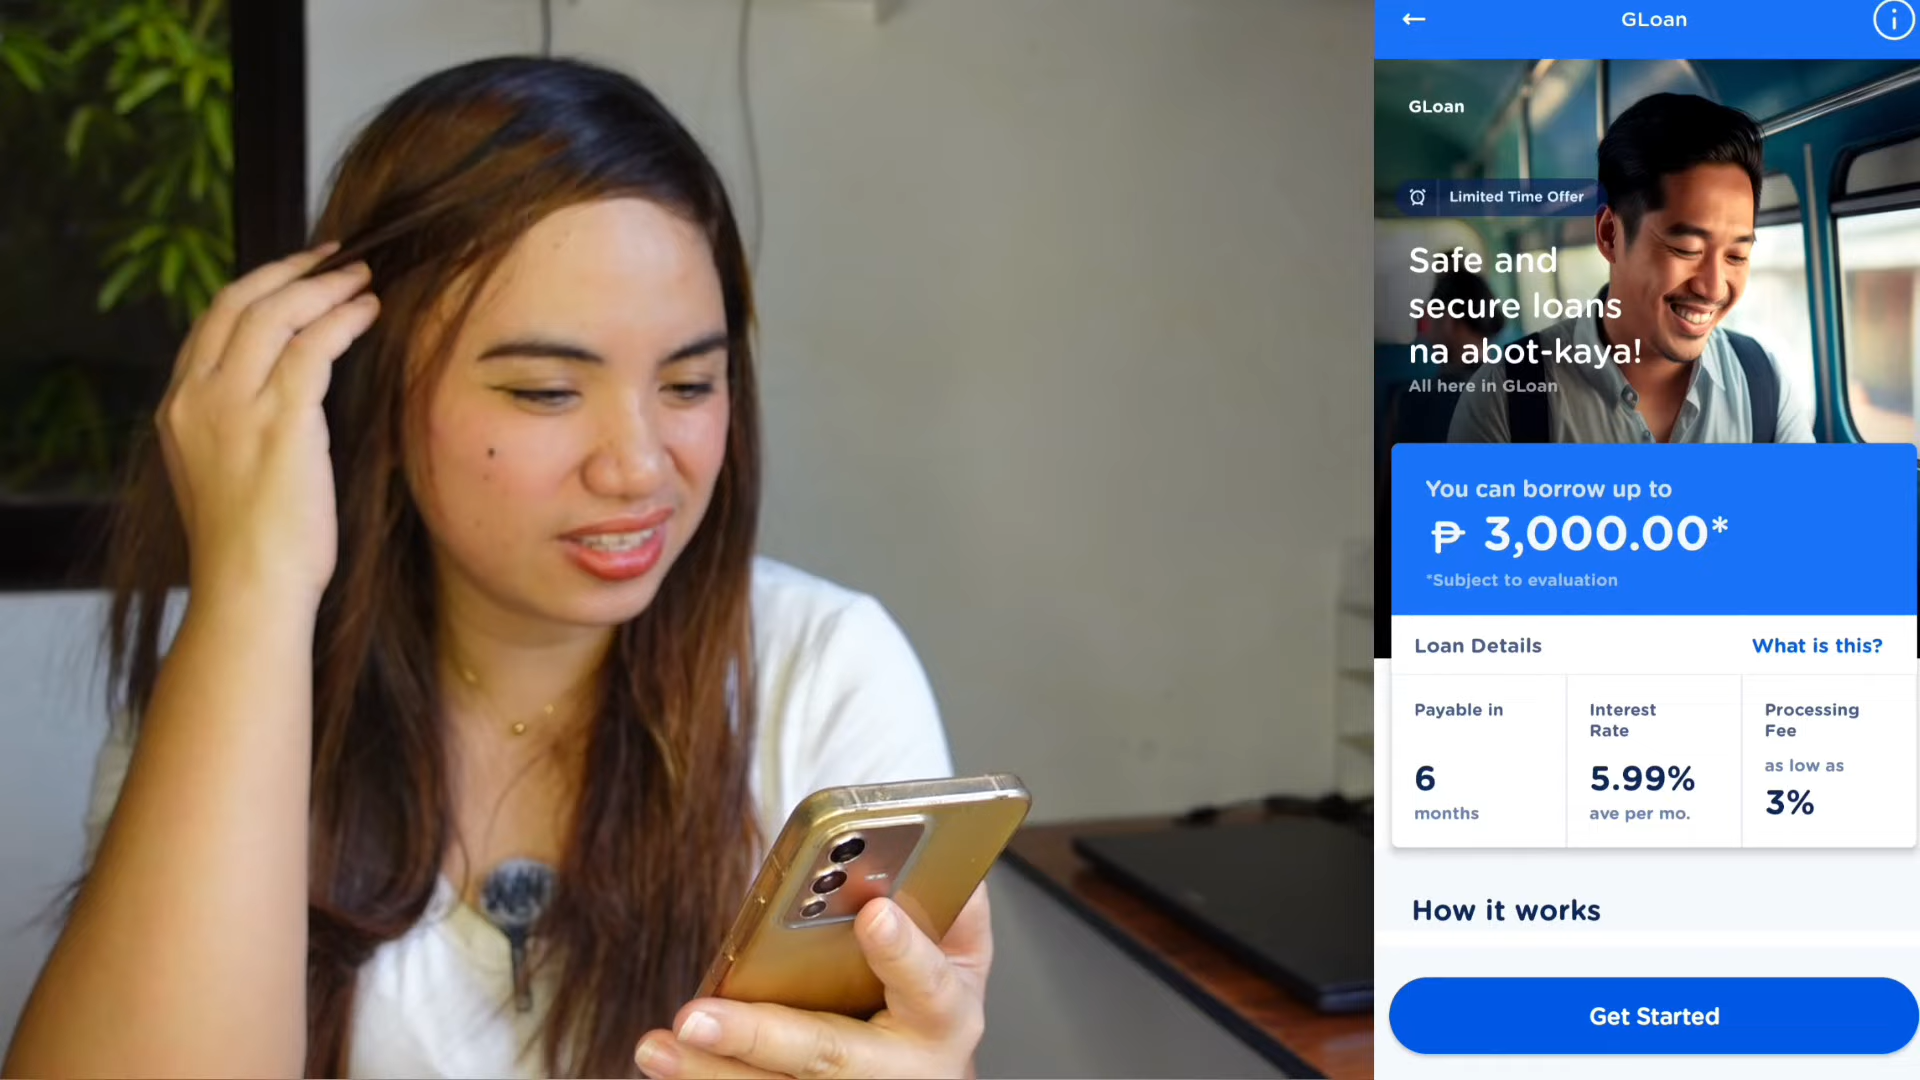 GLoan
GLoan
Limited Time Offer
Safe and
secure loans
na abot-kaya!
All here in GLoan
You can borrow up to
₱ 3,000.00*
*Subject to evaluation
Loan Details
What is this?
Payable in
6
months
Interest
Rate
5.99%
ave per mo.
Processing
Fee
as low as
3%
How it works
Get Started